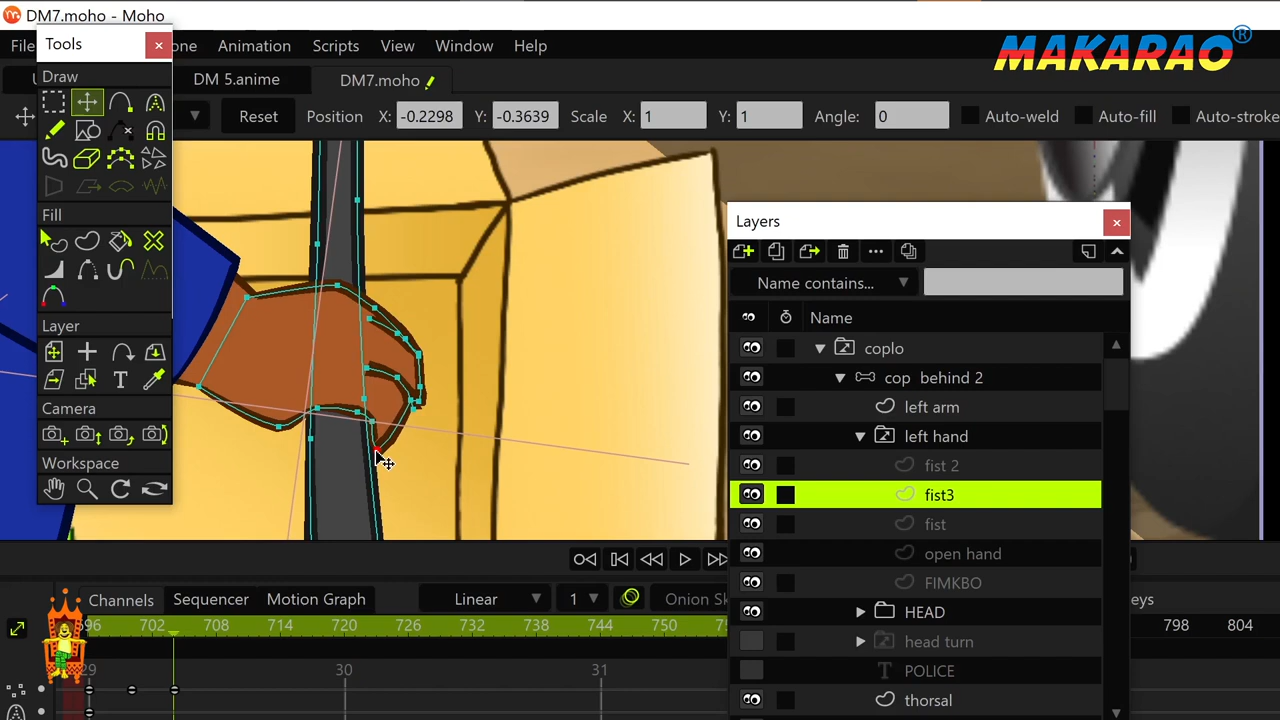 DM7.moho - Moho
Tools
File
one
Animation
Scripts
View
Window
Help
MAKARAO®
DM 5.anime
DM7.moho
Reset
Position
X:
-0.2298
Y:
-0.3639
Scale
X:
1
Y:
1
Angle:
0
Auto-weld
Auto-fill
Auto-stroke
Draw
Fill
Layer
Camera
Workspace
Layers
Name contains...
Name
coplo
cop behind 2
left arm
left hand
fist 2
fist3
fist
open hand
FIMKBO
HEAD
head turn
POLICE
thorsal
Channels
Sequencer
Motion Graph
Linear
1
Onion Sk
eys
696
702
708
714
720
726
732
738
744
750
798
804
29
30
31